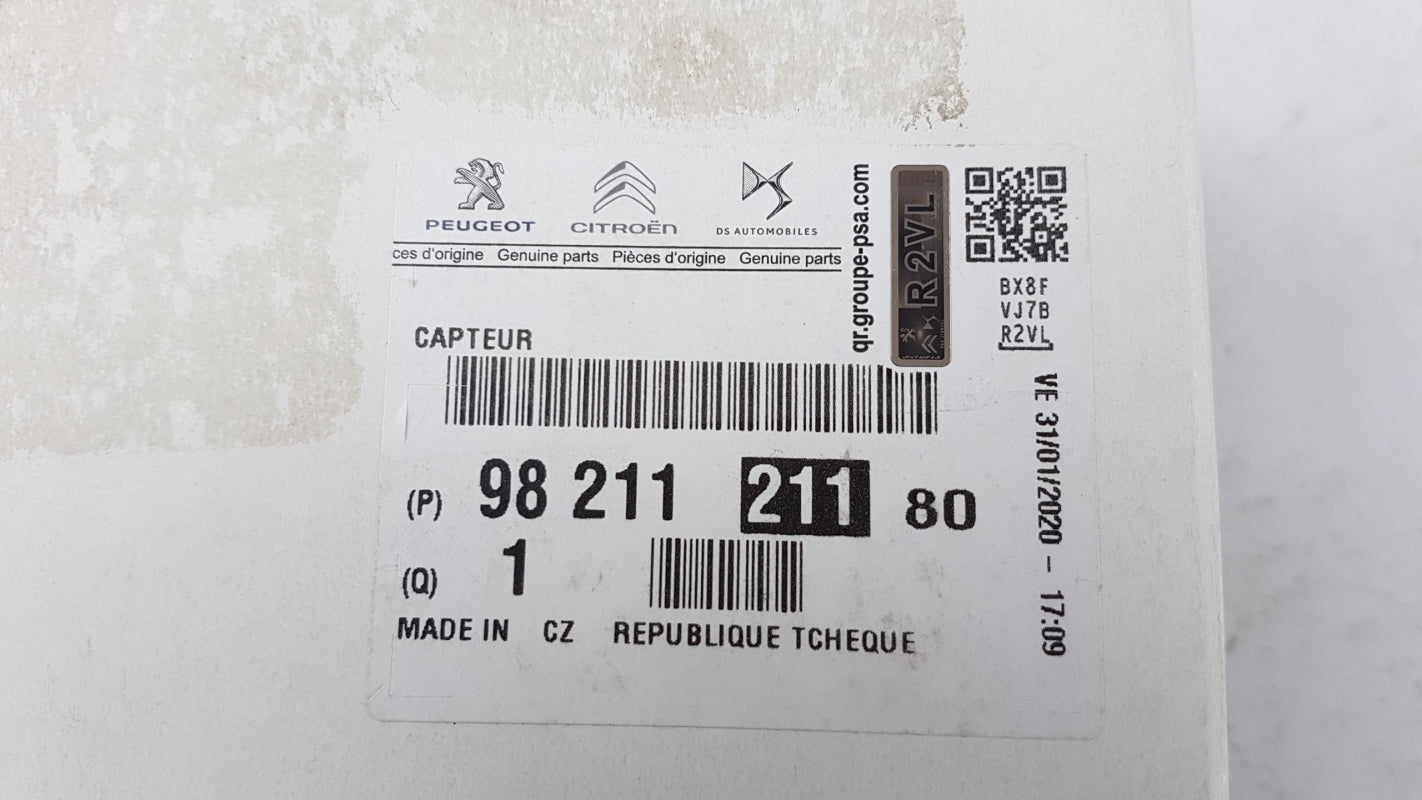 PEUGEOT CITROËN DS AUTOMOBILES
ces d'origine Genuine parts Pièces d'origine Genuine parts
qr.groupe-psa.com
R2VL
BX8F
VJ7B
R2VL
CAPTEUR
(P) 98 211 211 80
(Q) 1
MADE IN CZ REPUBLIQUE TCHEQUE
VE 31/01/2020 - 17:09